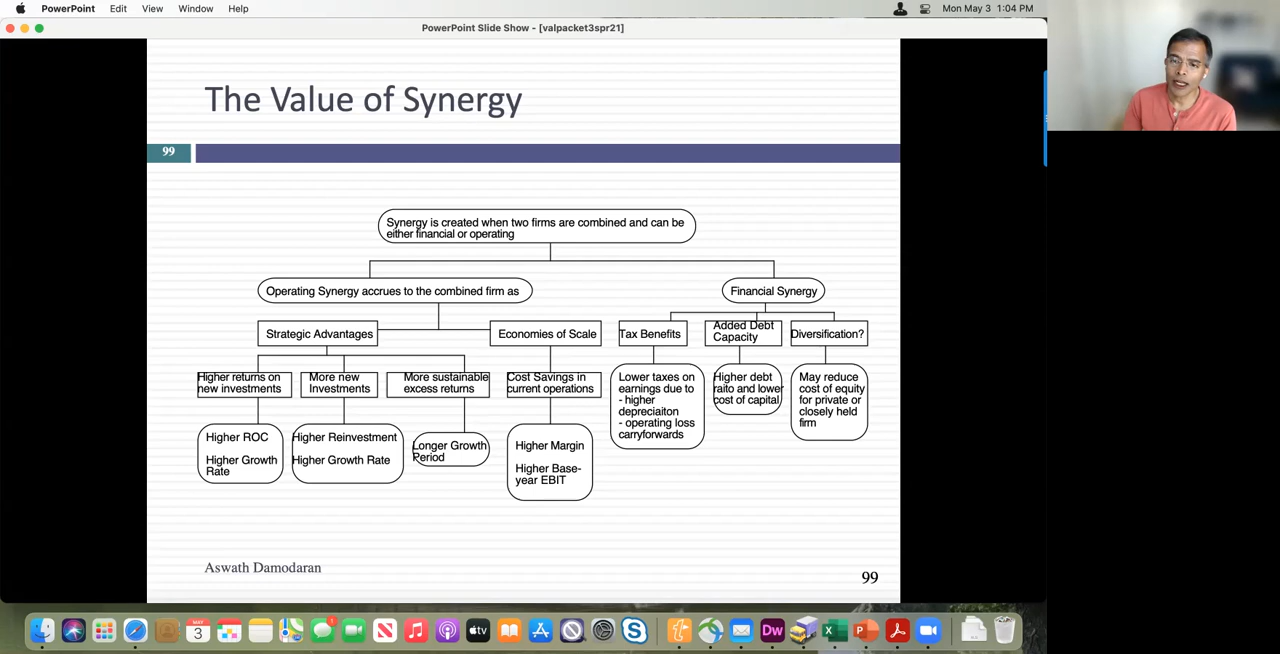 PowerPoint Edit View Window Help Mon May 3 1:04 PM
PowerPoint Slide Show - [valpacket3spr21]
The Value of Synergy
99
Synergy is created when two firms are combined and can be
either financial or operating
Operating Synergy accrues to the combined firm as
Financial Synergy
Strategic Advantages
Economies of Scale
Tax Benefits
Added Debt
Capacity
Diversification?
Higher returns on
new investments
More new
Investments
More sustainable
excess returns
Cost Savings in
current operations
Lower taxes on
earnings due to
- higher
depreciaiton
- operating loss
carryforwards
Higher debt
raito and lower
cost of capital
May reduce
cost of equity
for private or
closely held
firm
Higher ROC
Higher Growth
Rate
Higher Reinvestment
Higher Growth Rate
Longer Growth
Period
Higher Margin
Higher Base-
year EBIT
Aswath Damodaran
99
MAY
3
tv
Dw